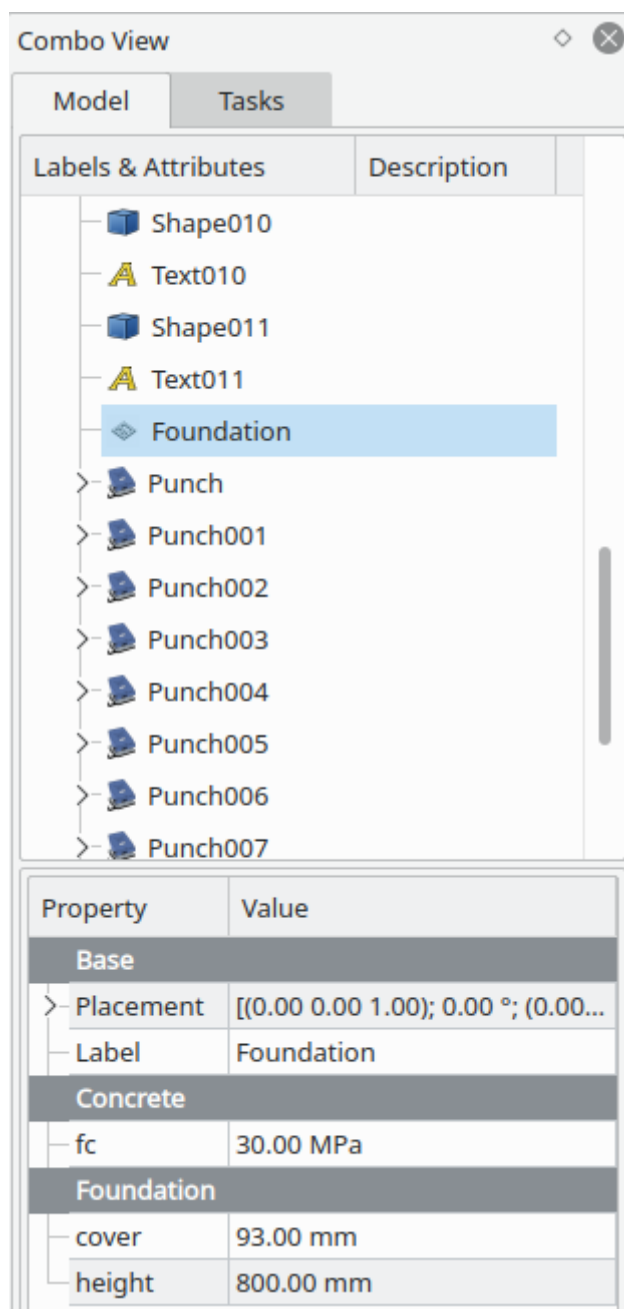 Combo View
Model Tasks
Labels & Attributes Description
Shape010
Text010
Shape011
Text011
Foundation
Punch
Punch001
Punch002
Punch003
Punch004
Punch005
Punch006
Punch007
Property Value
Base
Placement [(0.00 0.00 1.00); 0.00 °; (0.00...
Label Foundation
Concrete
fc 30.00 MPa
Foundation
cover 93.00 mm
height 800.00 mm